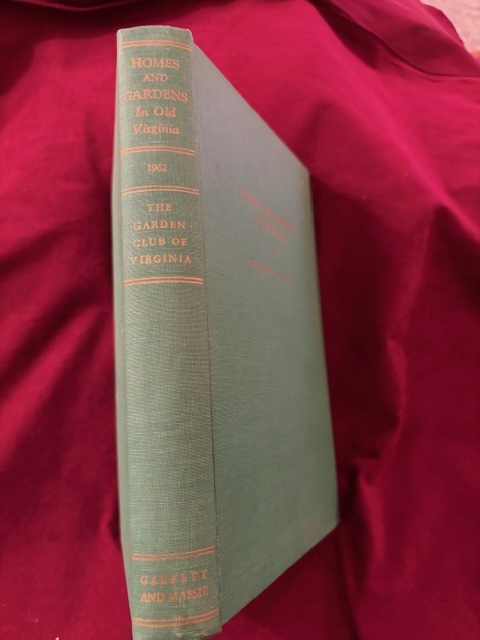 HOMES
AND
GARDENS
In Old
Virginia
1962
THE
GARDEN
CLUB OF
VIRGINIA
GARRETT
AND MASSIE